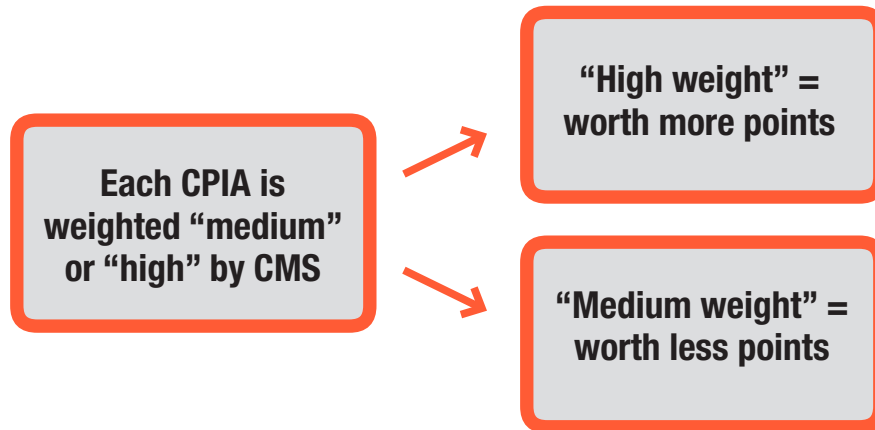 Each CPIA is
weighted “medium”
or “high” by CMS
“High weight” =
worth more points
“Medium weight” =
worth less points